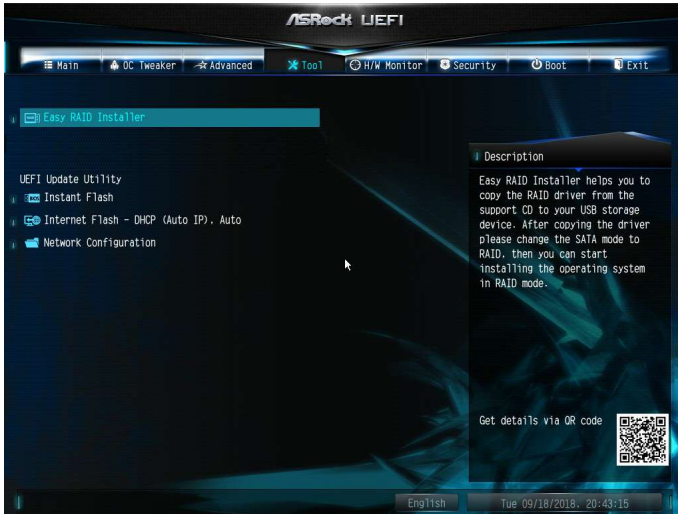 ASRock UEFI
Main OC Tweaker Advanced Tool H/W Monitor Security Boot Exit
Easy RAID Installer
UEFI Update Utility
Instant Flash
Internet Flash - DHCP (Auto IP), Auto
Network Configuration
Description
Easy RAID Installer helps you to
copy the RAID driver from the
support CD to your USB storage
device. After copying the driver
please change the SATA mode to
RAID, then you can start
installing the operating system
in RAID mode.
Get details via QR code
English
Tue 09/18/2018, 20:43:15